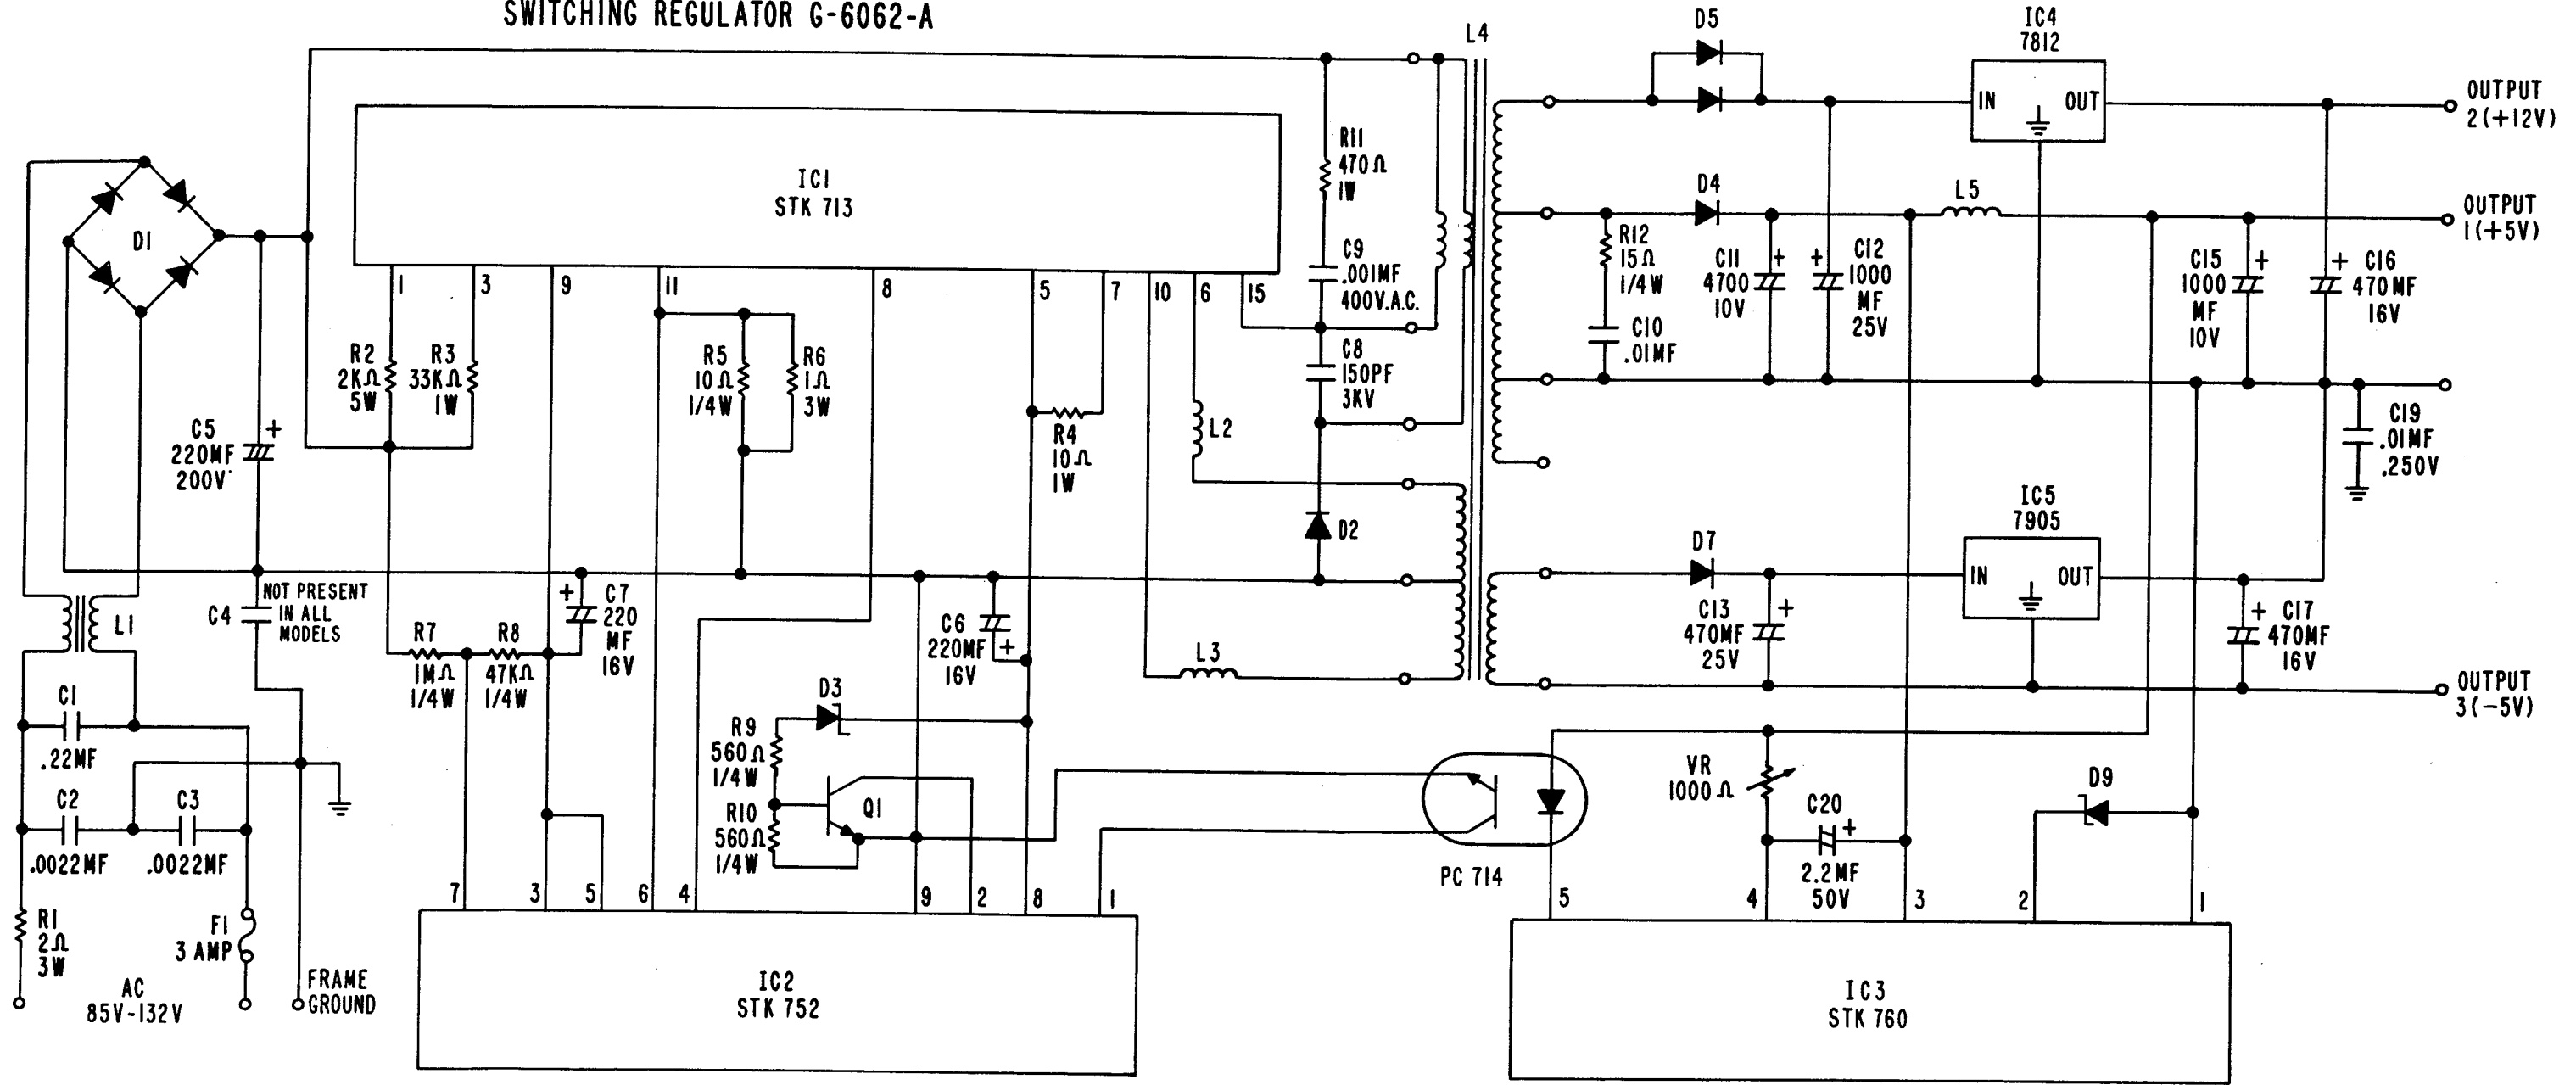 SWITCHING REGULATOR G-6062-A
D1
L1
C1
.22MF
C2
.0022MF
C3
.0022MF
R1
2Ω
3W
F1
3 AMP
AC
85V-132V
FRAME
GROUND
C4
NOT PRESENT
IN ALL
MODELS
C5
220MF
200V
+
IC1
STK 713
1
3
9
11
8
5
7
10
6
15
R2
2KΩ
5W
R3
33KΩ
1W
R5
10Ω
1/4W
R6
1Ω
3W
R4
10Ω
1W
L2
L3
R7
1MΩ
1/4W
R8
47KΩ
1/4W
+
C7
220
MF
16V
C6
220MF
16V
+
D3
R9
560Ω
1/4W
R10
560Ω
1/4W
Q1
7
3
5
6
4
9
2
8
1
IC2
STK 752
R11
470Ω
1W
C9
.001MF
400V.A.C.
C8
150PF
3KV
D2
L4
D5
IC4
7812
IN
OUT
OUTPUT
2(+12V)
D4
L5
OUTPUT
1(+5V)
R12
15Ω
1/4W
C10
.01MF
C11
4700
10V
+
+
C12
1000
MF
25V
C15
1000
MF
10V
+
+
C16
470MF
16V
C19
.01MF
.250V
D7
IC5
7905
IN
OUT
C13
470MF
25V
+
+
C17
470MF
16V
OUTPUT
3(-5V)
PC 714
VR
1000Ω
C20
+
2.2MF
50V
D9
5
4
3
2
1
IC3
STK 760